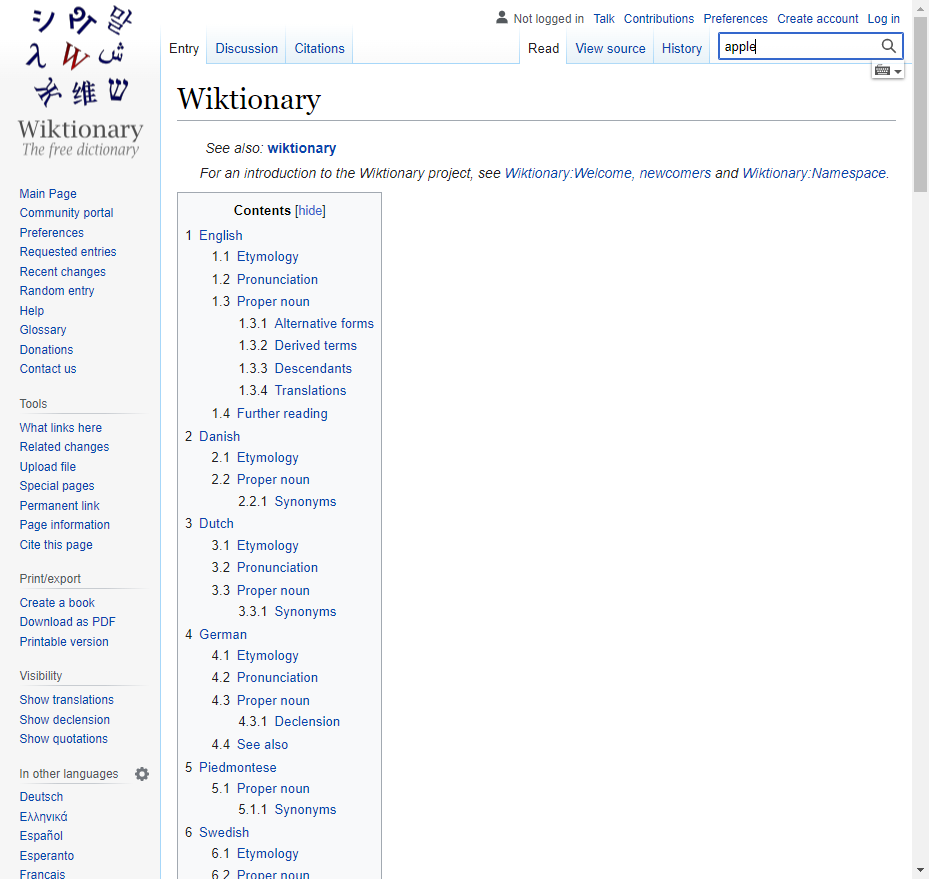 Not logged in Talk Contributions Preferences Create account Log in
Entry Discussion Citations Read View source History apple
Wiktionary
The free dictionary
Main Page
Community portal
Preferences
Requested entries
Recent changes
Random entry
Help
Glossary
Donations
Contact us
Tools
What links here
Related changes
Upload file
Special pages
Permanent link
Page information
Cite this page
Print/export
Create a book
Download as PDF
Printable version
Visibility
Show translations
Show declension
Show quotations
In other languages
Deutsch
Ελληνικά
Español
Esperanto
Français
Wiktionary
See also: wiktionary
For an introduction to the Wiktionary project, see Wiktionary:Welcome, newcomers and Wiktionary:Namespace.
Contents [hide]
1 English
1.1 Etymology
1.2 Pronunciation
1.3 Proper noun
1.3.1 Alternative forms
1.3.2 Derived terms
1.3.3 Descendants
1.3.4 Translations
1.4 Further reading
2 Danish
2.1 Etymology
2.2 Proper noun
2.2.1 Synonyms
3 Dutch
3.1 Etymology
3.2 Pronunciation
3.3 Proper noun
3.3.1 Synonyms
4 German
4.1 Etymology
4.2 Pronunciation
4.3 Proper noun
4.3.1 Declension
4.4 See also
5 Piedmontese
5.1 Proper noun
5.1.1 Synonyms
6 Swedish
6.1 Etymology
6.2 Proper noun